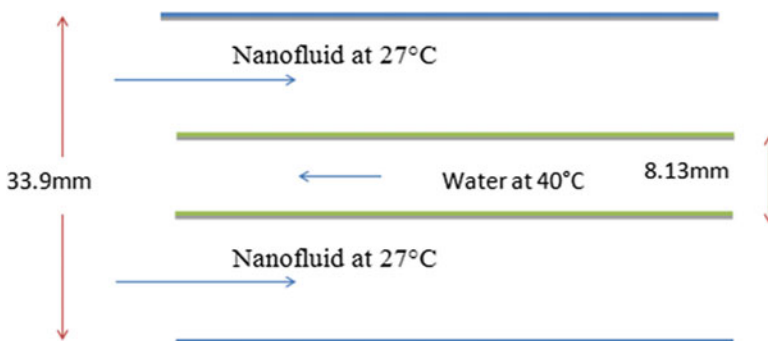 Nanofluid at 27°C
33.9mm
Water at 40°C
8.13mm
Nanofluid at 27°C